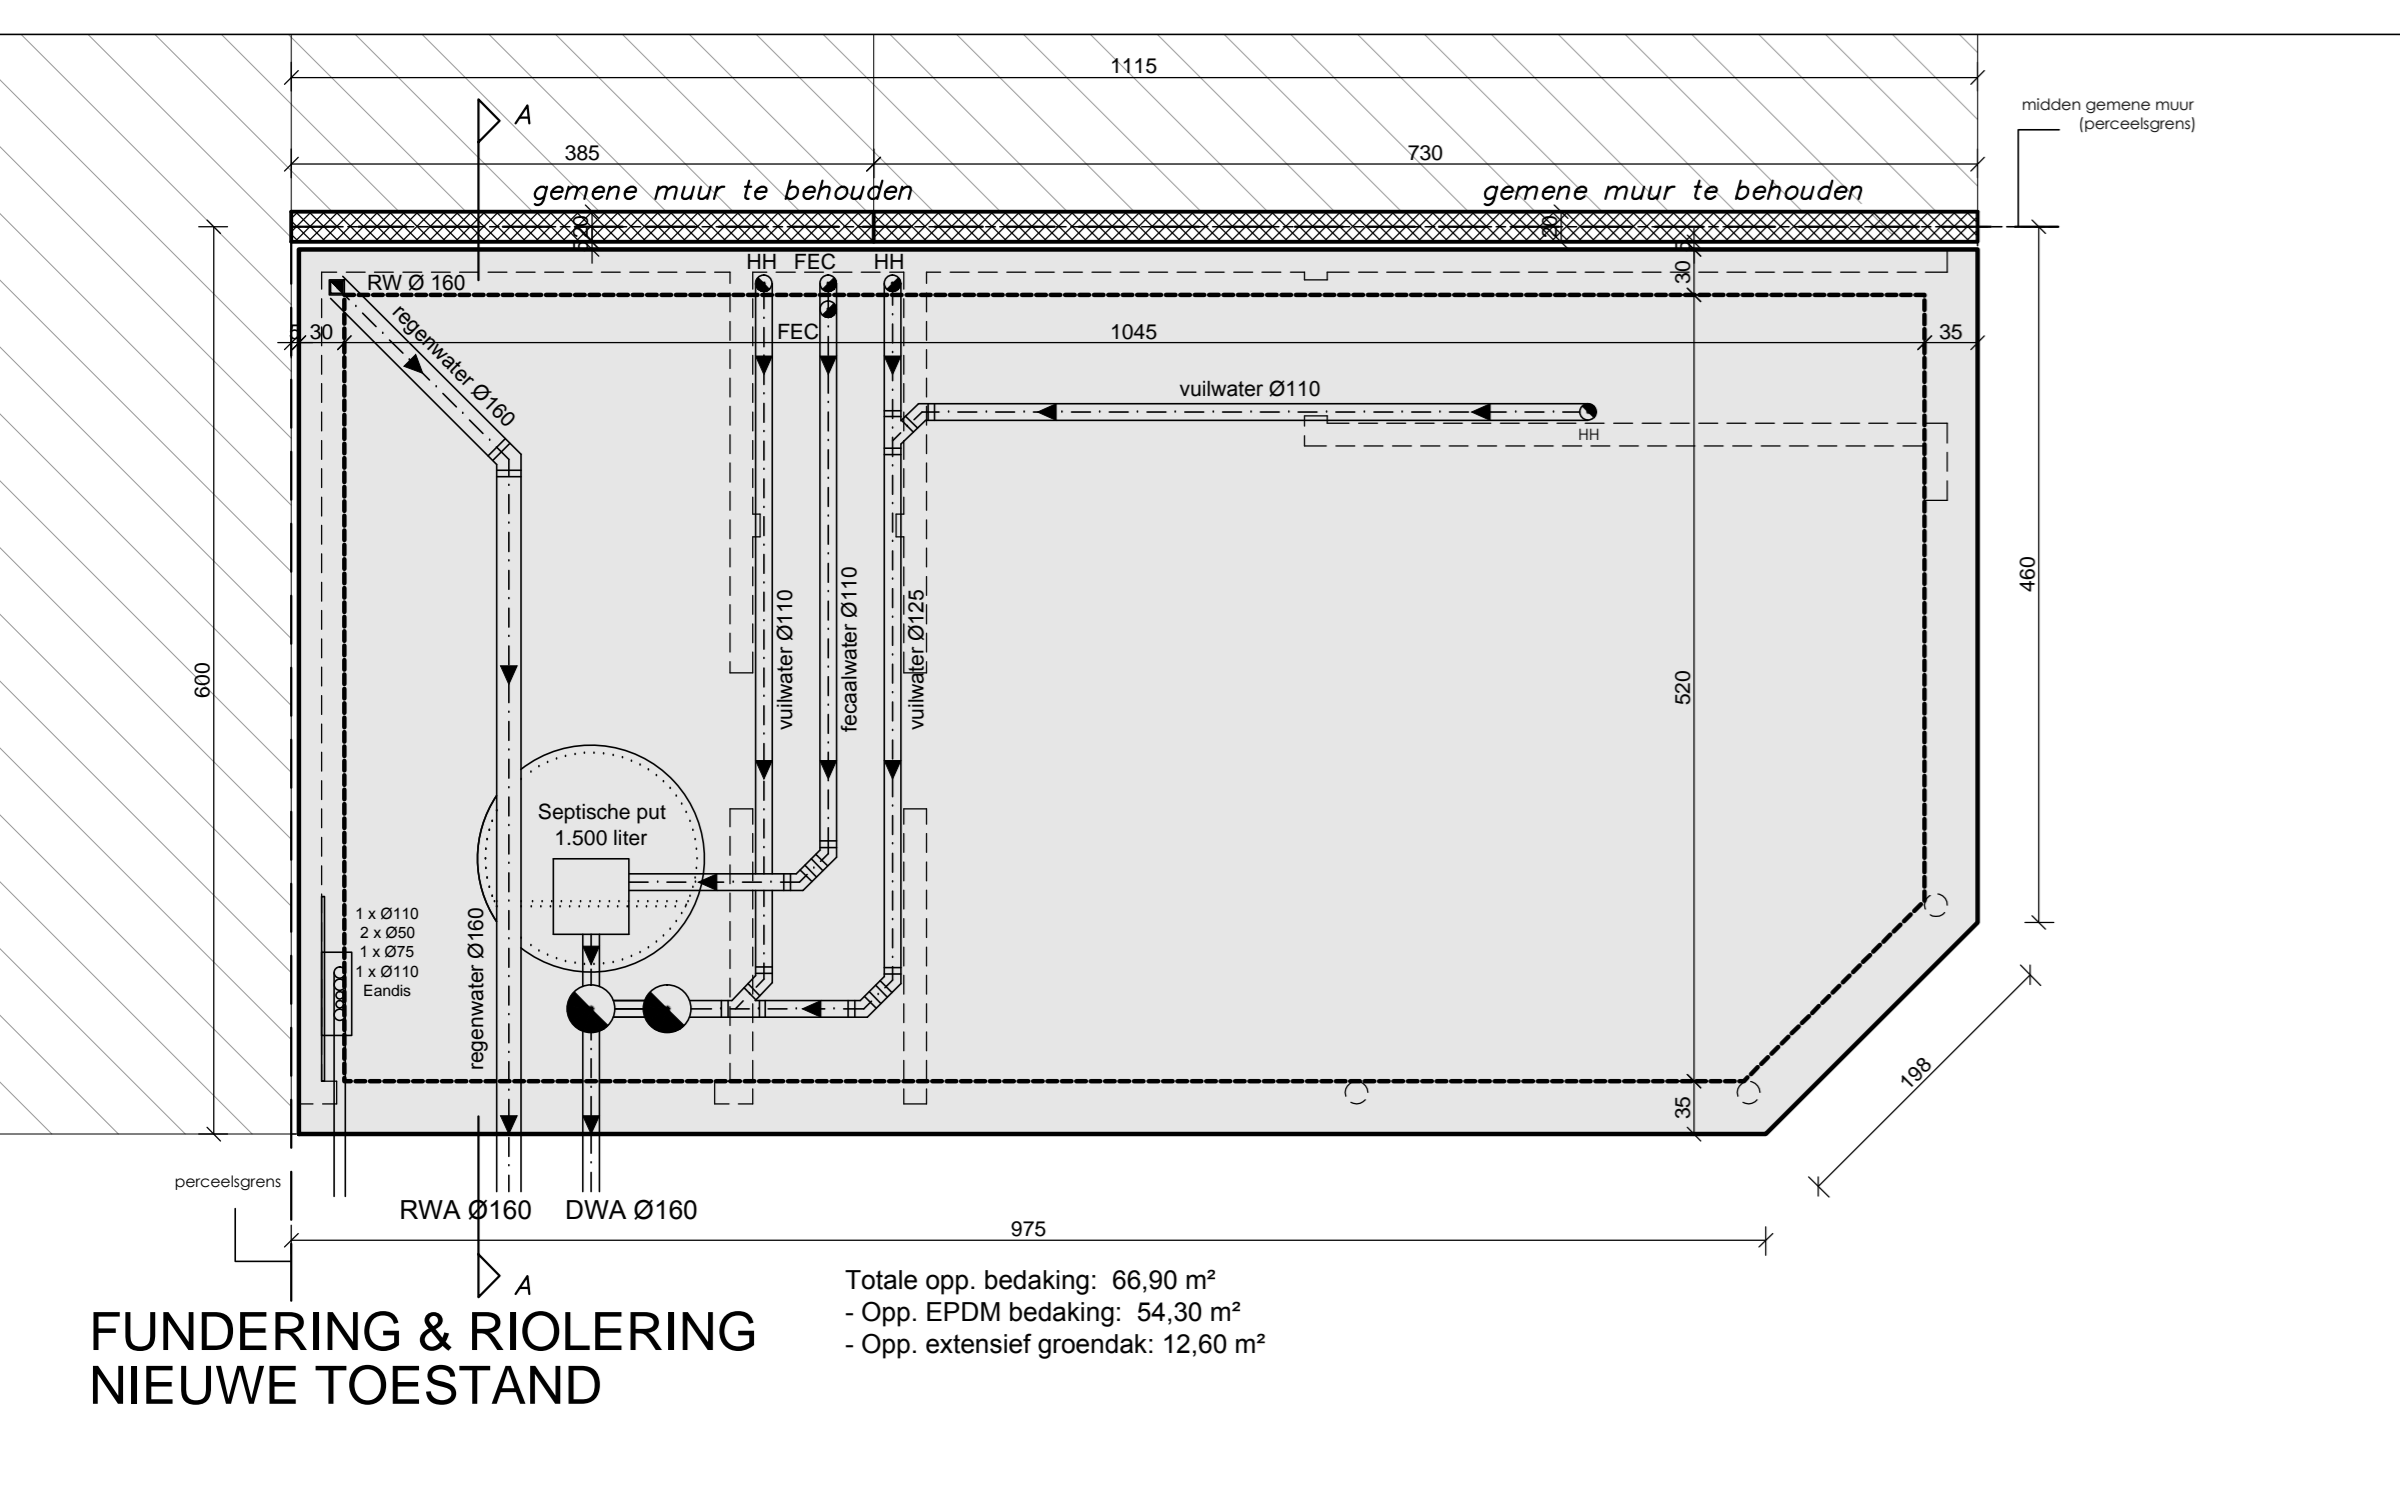 1115
A
midden gemene muur
(perceelsgrens)
385
730
gemene muur te behouden
gemene muur te behouden
20
5
20
5
HH
FEC
HH
RW Ø 160
30
regenwater Ø160
5
30
FEC
1045
35
vuilwater Ø110
HH
460
600
vuilwater Ø110
fecaalwater Ø110
vuilwater Ø125
520
Septische put
1.500 liter
1 x Ø110
2 x Ø50
1 x Ø75
1 x Ø110
Eandis
regenwater Ø160
198
35
perceelsgrens
RWA Ø160
DWA Ø160
975
A
Totale opp. bedaking: 66,90 m²
- Opp. EPDM bedaking: 54,30 m²
- Opp. extensief groendak: 12,60 m²
FUNDERING & RIOLERING
NIEUWE TOESTAND